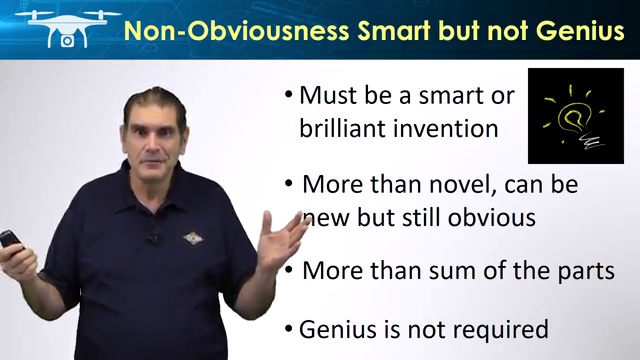 Non-Obviousness Smart but not Genius
• Must be a smart or
brilliant invention
• More than novel, can be
new but still obvious
• More than sum of the parts
• Genius is not required